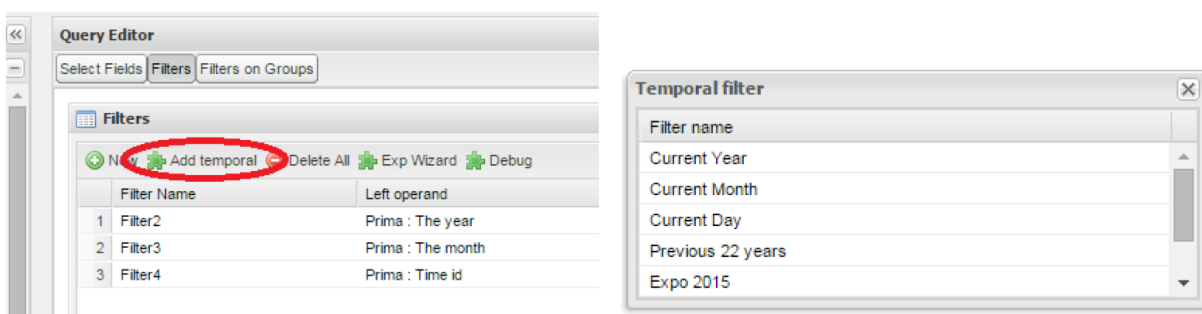 Query Editor
Select Fields Filters Filters on Groups
Filters
New Add temporal Delete All Exp Wizard Debug
Filter Name Left operand
1 Filter2 Prima : The year
2 Filter3 Prima : The month
3 Filter4 Prima : Time id
Temporal filter
Filter name
Current Year
Current Month
Current Day
Previous 22 years
Expo 2015